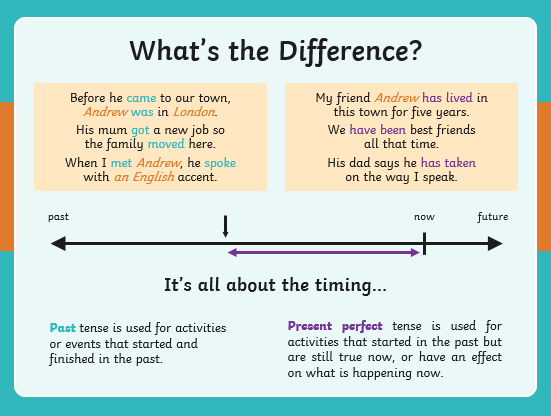 What's the Difference?
Before he came to our town,
Andrew was in London.
His mum got a new job so
the family moved here.
When I met Andrew, he spoke
with an English accent.
My friend Andrew has lived in
this town for five years.
We have been best friends
all that time.
His dad says he has taken
on the way I speak.
past
now
future
It's all about the timing...
Past tense is used for activities
or events that started and
finished in the past.
Present perfect tense is used for
activities that started in the past but
are still true now, or have an effect
on what is happening now.